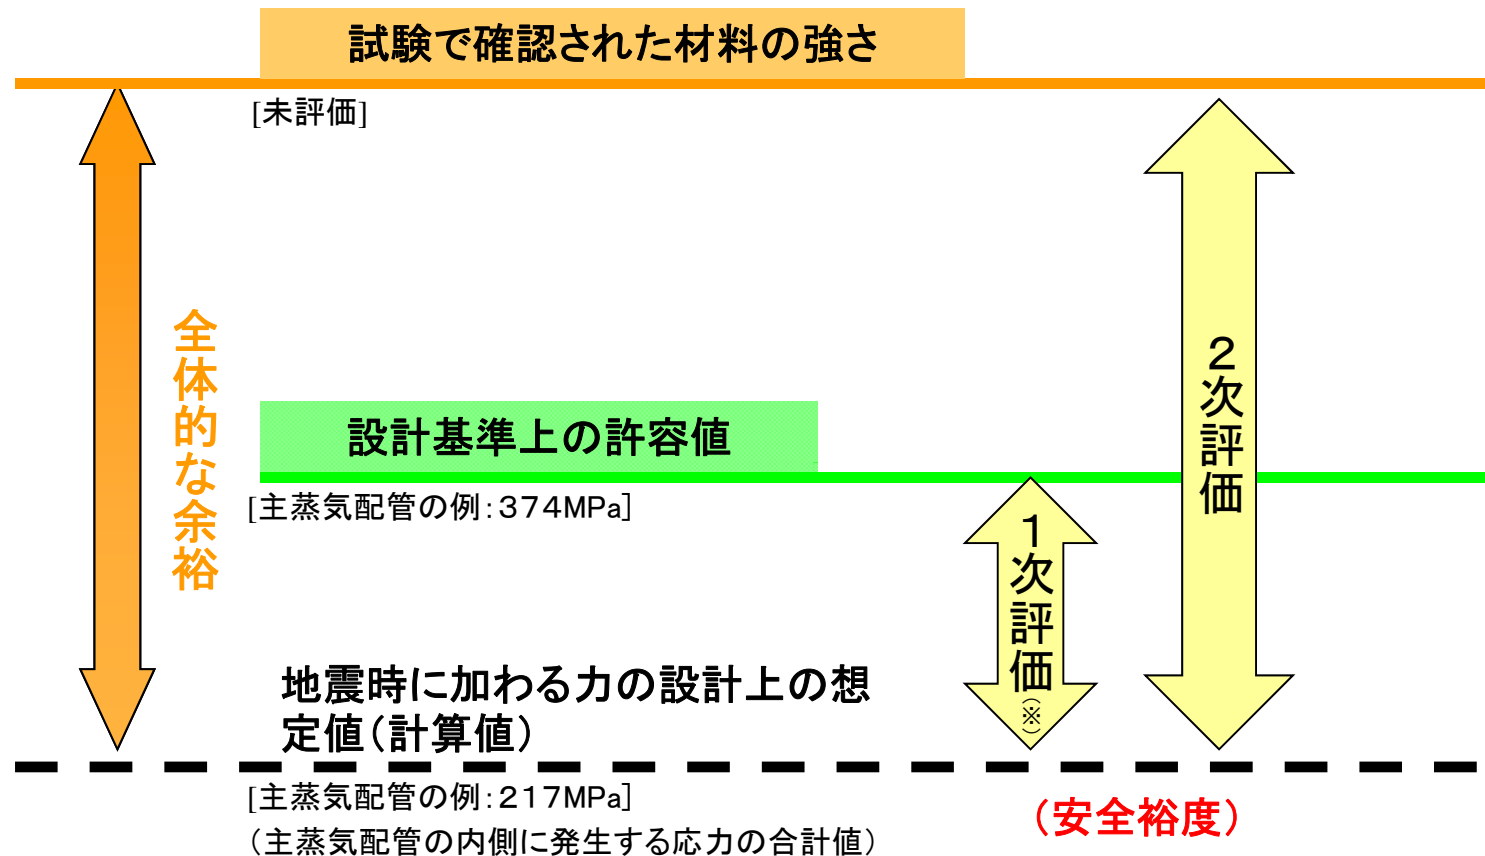 試験で確認された材料の強さ
[未評価]
全体的な余裕
2次評価
設計基準上の許容値
[主蒸気配管の例：374MPa]
1次評価(※)
地震時に加わる力の設計上の想
定値（計算値）
[主蒸気配管の例：217MPa]
（主蒸気配管の内側に発生する応力の合計値）
（安全裕度）